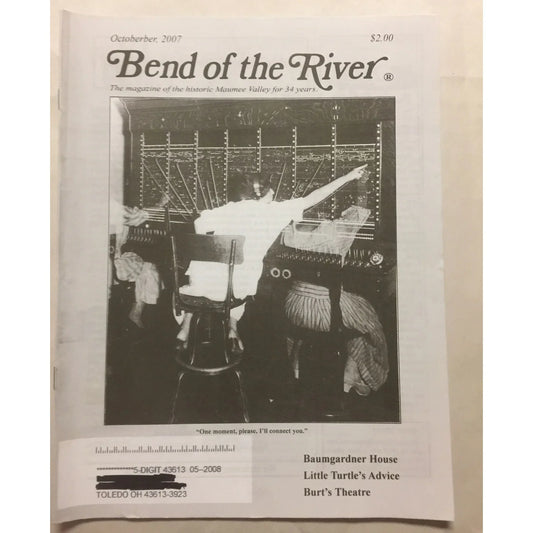 Octoberber, 2007 $2.00
Bend of the River ®
The magazine of the historic Maumee Valley for 34 years.
"One moment, please, I'll connect you."
**************5-DIGIT 43613 05-2008
TOLEDO OH 43613-3923
Baumgardner House
Little Turtle's Advice
Burt's Theatre